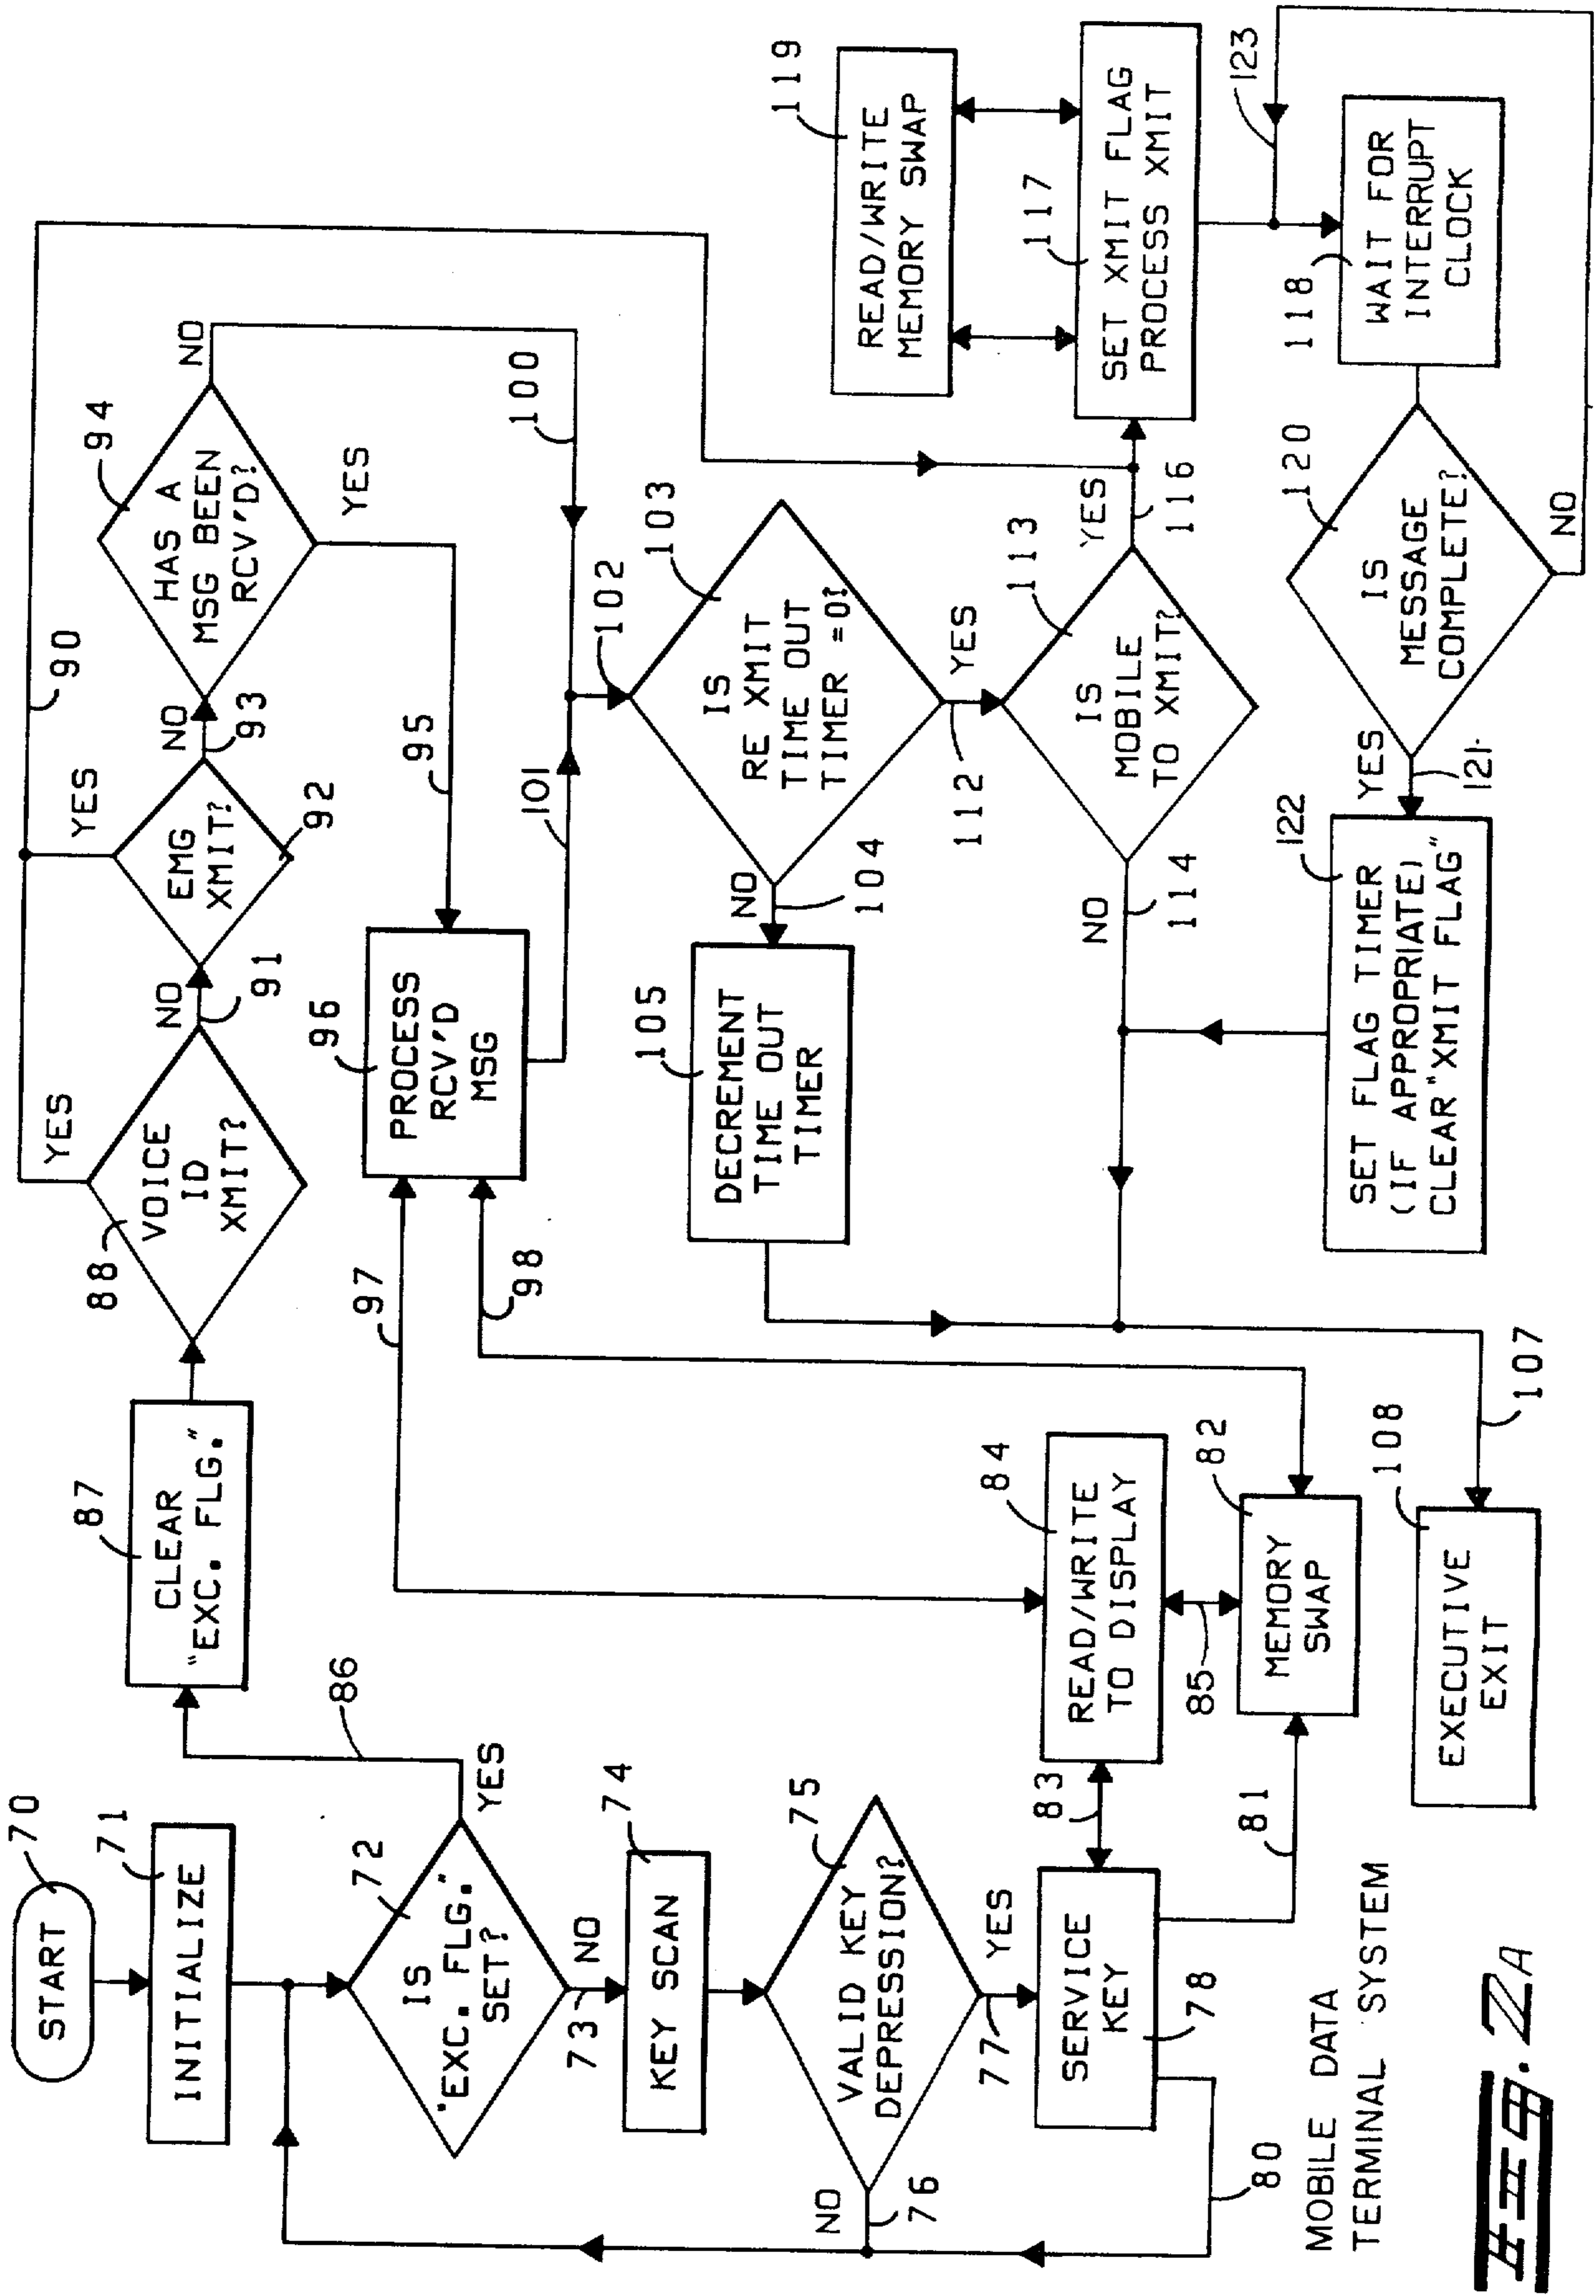 START
70
INITIALIZE
71
IS
"EXC. FLG."
SET?
72
YES
86
NO
73
KEY SCAN
74
VALID KEY
DEPRESSION?
75
NO
76
YES
77
SERVICE
KEY
78
80
81
83
READ/WRITE
TO DISPLAY
84
85
MEMORY
SWAP
82
CLEAR
"EXC. FLG."
87
VOICE
ID
XMIT?
88
YES
90
NO
91
EMG
XMIT?
92
YES
NO
93
HAS A
MSG BEEN
RCV'D?
94
NO
100
YES
95
PROCESS
RCV'D
MSG
96
97
98
101
102
IS
RE XMIT
TIME OUT
TIMER =0?
103
NO
104
DECREMENT
TIME OUT
TIMER
105
YES
112
IS
MOBILE
TO XMIT?
113
NO
114
YES
116
SET XMIT FLAG
PROCESS XMIT
117
READ/WRITE
MEMORY SWAP
119
123
WAIT FOR
INTERRUPT
CLOCK
118
IS
MESSAGE
COMPLETE?
120
NO
YES
121
SET FLAG TIMER
(IF APPROPRIATE)
CLEAR "XMIT FLAG"
122
107
EXECUTIVE
EXIT
108
MOBILE DATA
TERMINAL SYSTEM